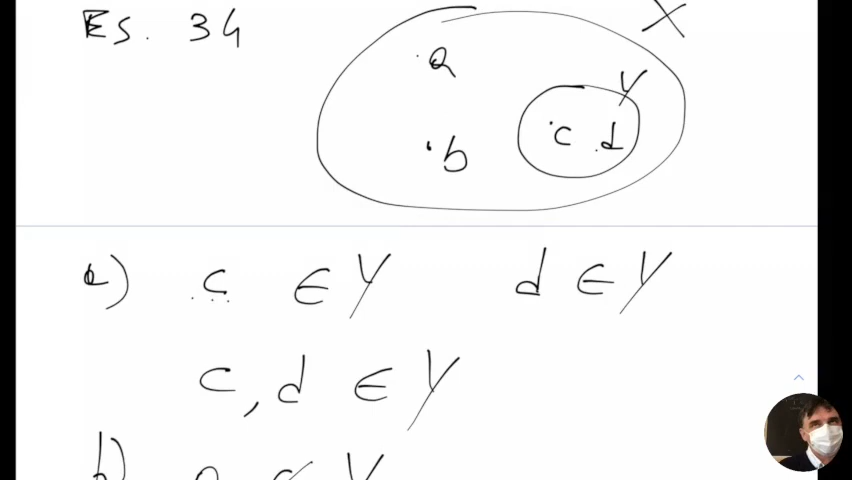 Es. 34
X
a
Y
c d
b
a) c ∈ Y d ∈ Y
c, d ∈ Y
b) a